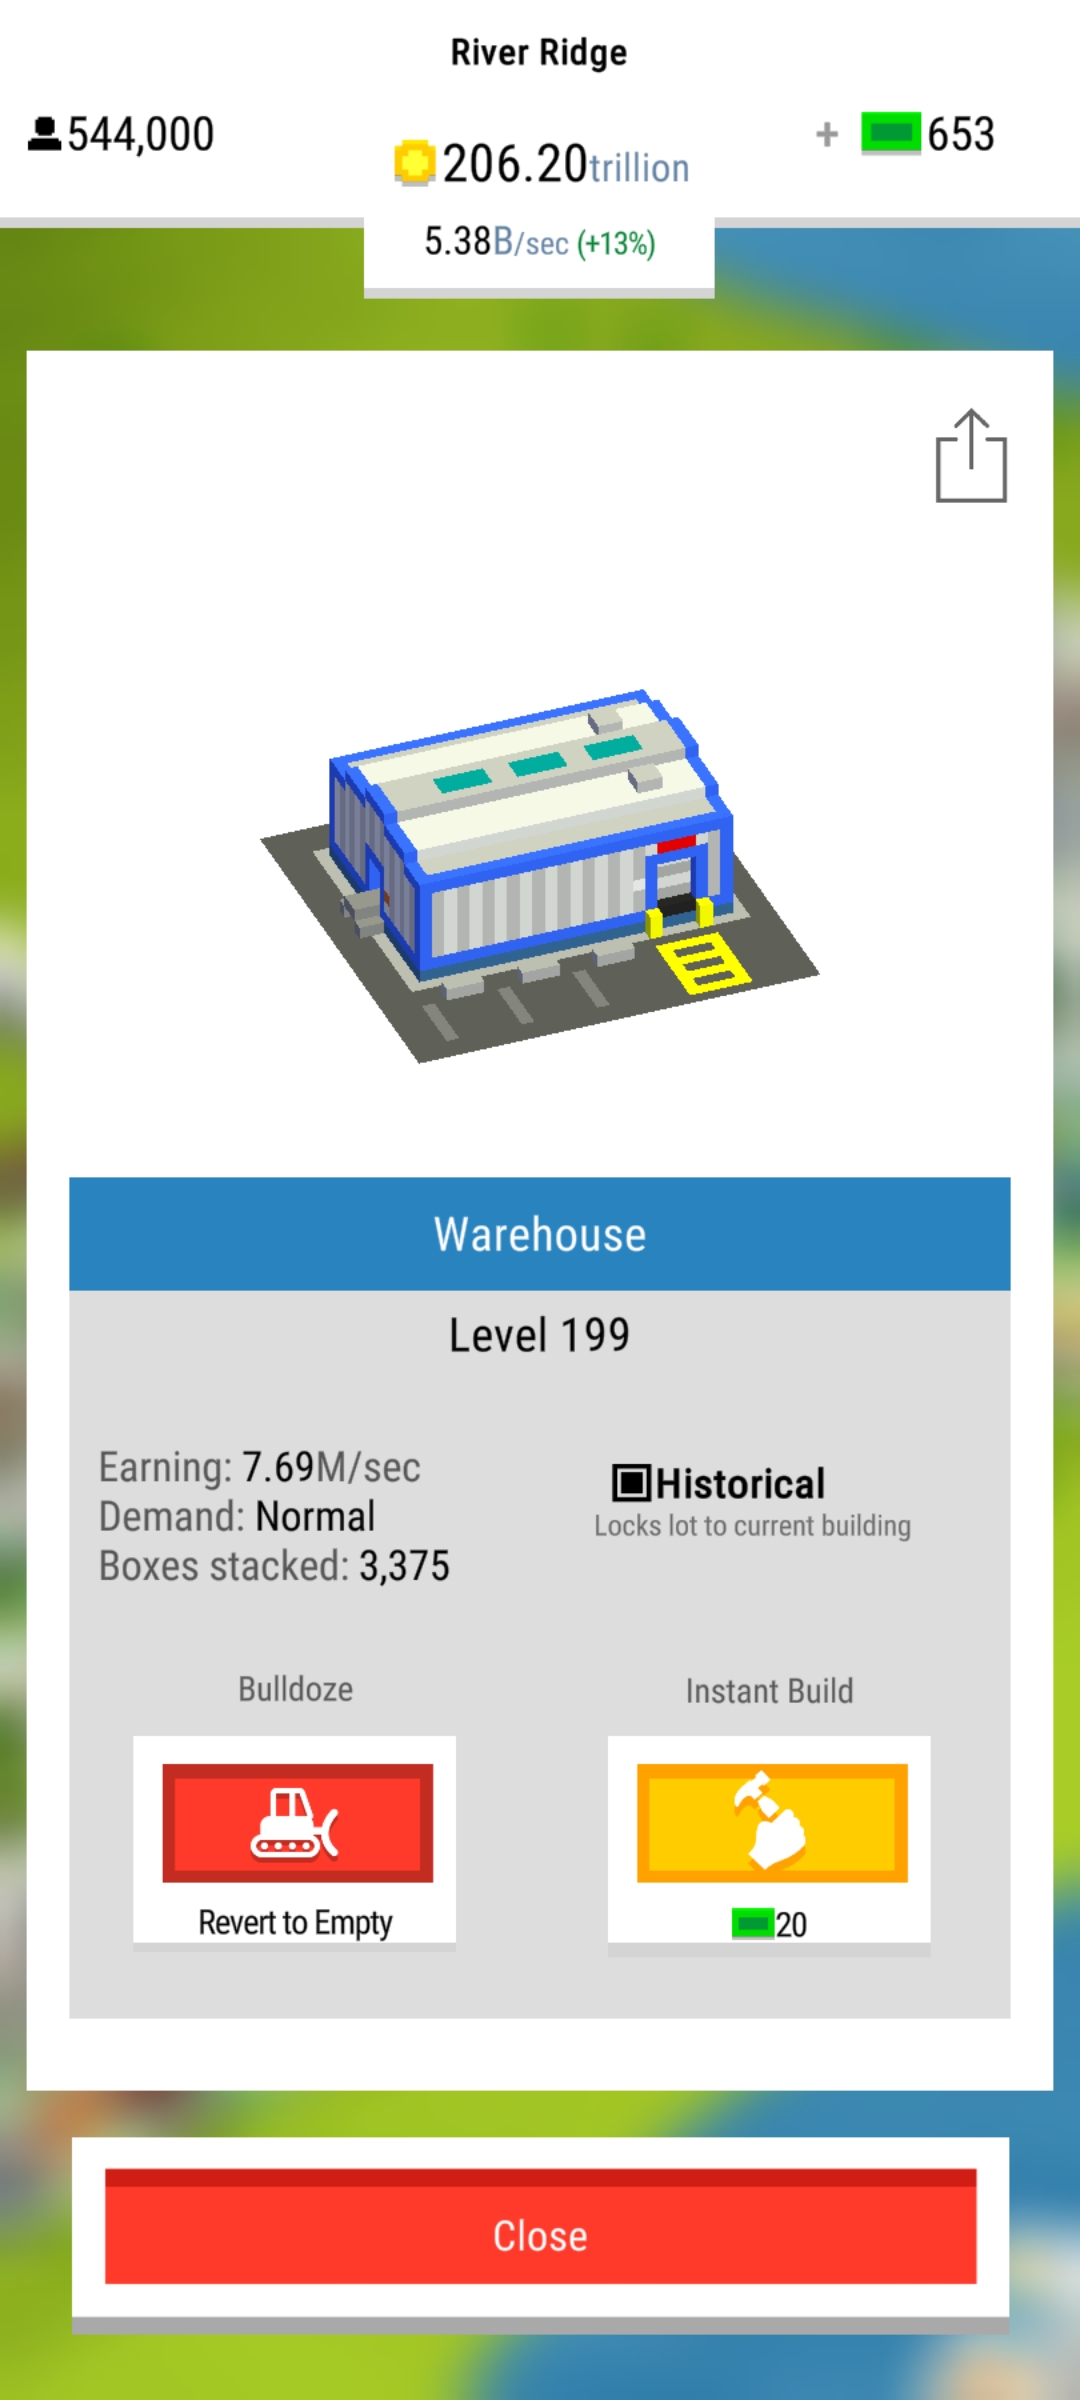 River Ridge
544,000
206.20trillion
+ 653
5.38B/sec (+13%)
Warehouse
Level 199
Earning: 7.69M/sec
Demand: Normal
Boxes stacked: 3,375
Historical
Locks lot to current building
Bulldoze
Revert to Empty
Instant Build
20
Close